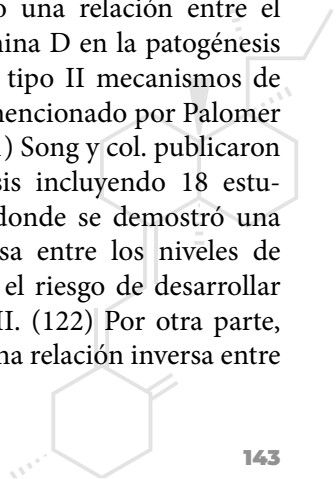 una relación entre el
mina D en la patogénesis
tipo II mecanismos de
mencionado por Palomer
) Song y col. publicaron
sis incluyendo 18 estu-
donde se demostró una
sa entre los niveles de
el riesgo de desarrollar
II. (122) Por otra parte,
na relación inversa entre
143